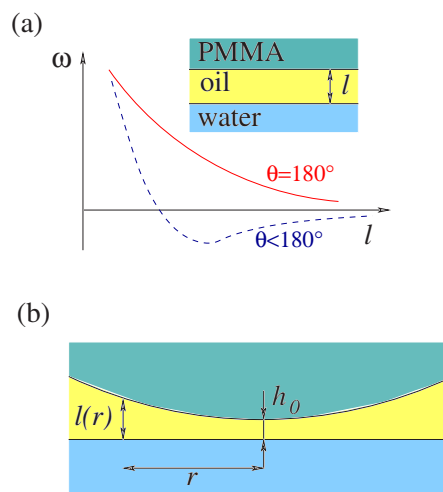 (a)
ω
PMMA
oil
l
water
θ=180°
θ<180°
l
(b)
h0
l(r)
r